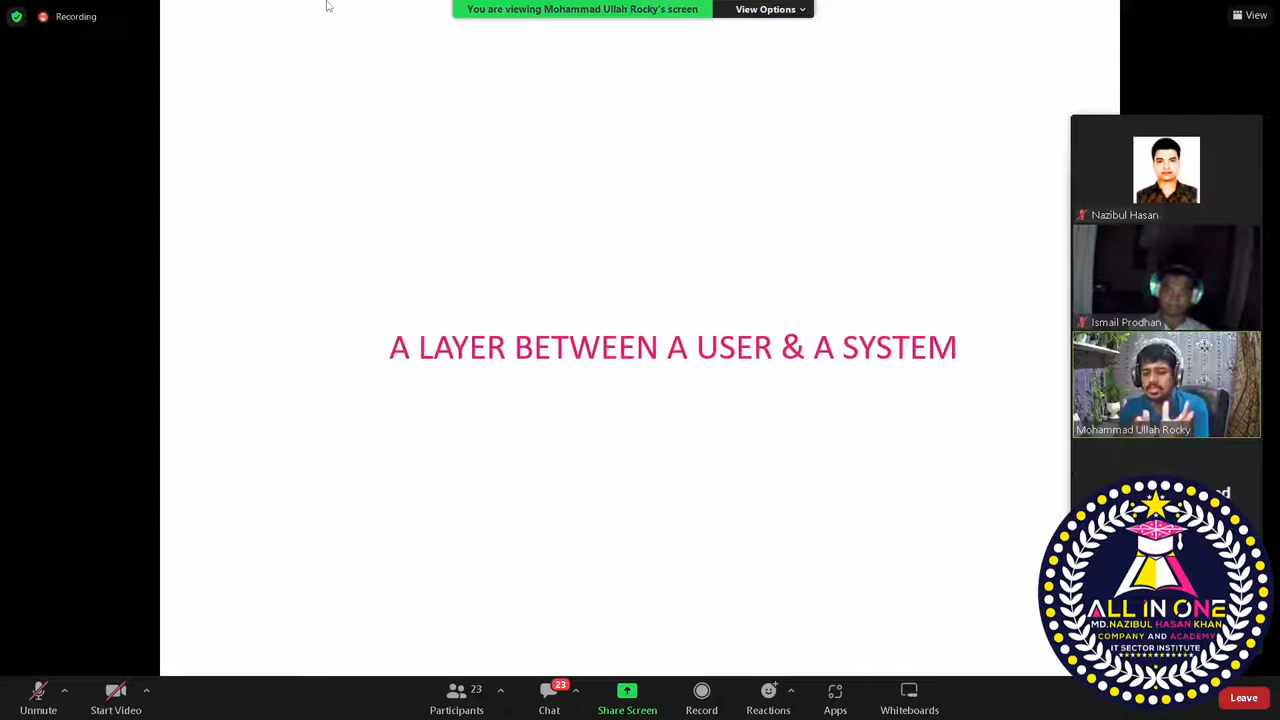 Recording
You are viewing Mohammad Ullah Rocky's screen
View Options
View
Nazibul Hasan
Ismail Prodhan
A LAYER BETWEEN A USER & A SYSTEM
Mohammad Ullah Rocky
ALL IN ONE
MD.NAZIBUL HASAN KHAN
COMPANY AND ACADEMY
IT SECTOR INSTITUTE
Unmute
Start Video
23
Participants
23
Chat
Share Screen
Record
Reactions
Apps
Whiteboards
Leave